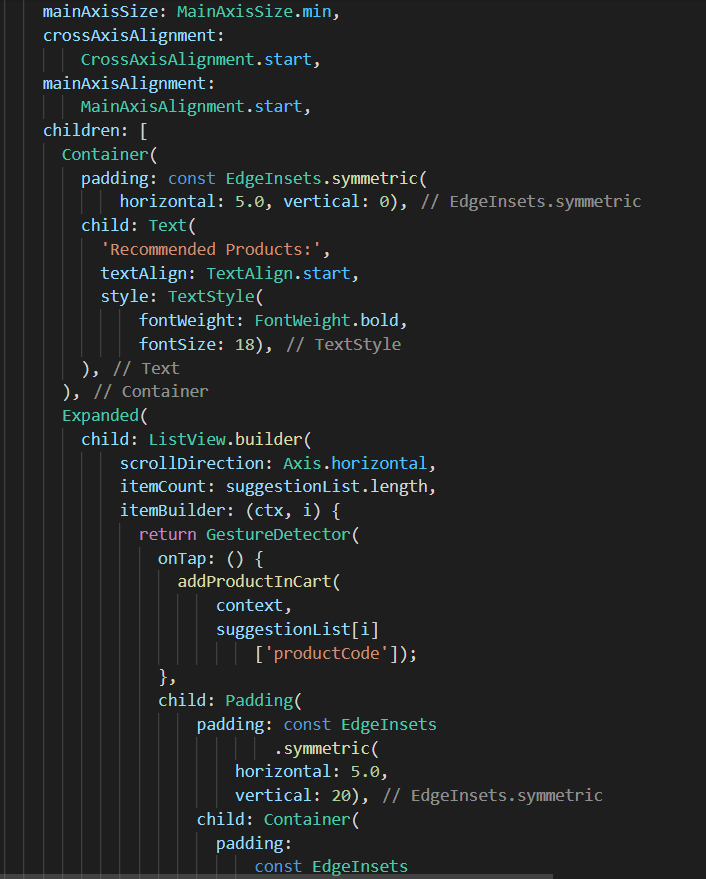 mainAxisSize: MainAxisSize.min,
crossAxisAlignment:
CrossAxisAlignment.start,
mainAxisAlignment:
MainAxisAlignment.start,
children: [
Container(
padding: const EdgeInsets.symmetric(
horizontal: 5.0, vertical: 0), // EdgeInsets.symmetric
child: Text(
'Recommended Products:',
textAlign: TextAlign.start,
style: TextStyle(
fontWeight: FontWeight.bold,
fontSize: 18), // TextStyle
), // Text
), // Container
Expanded(
child: ListView.builder(
scrollDirection: Axis.horizontal,
itemCount: suggestionList.length,
itemBuilder: (ctx, i) {
return GestureDetector(
onTap: () {
addProductInCart(
context,
suggestionList[i]
['productCode']);
},
child: Padding(
padding: const EdgeInsets
.symmetric(
horizontal: 5.0,
vertical: 20), // EdgeInsets.symmetric
child: Container(
padding:
const EdgeInsets